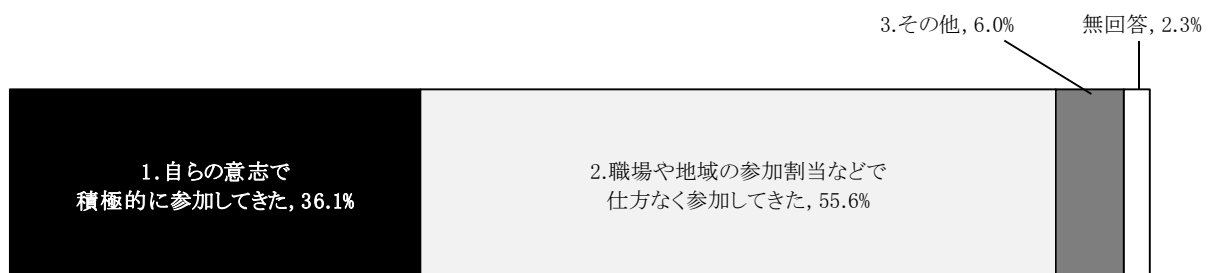 3.その他, 6.0%
無回答, 2.3%
1.自らの意志で
積極的に参加してきた, 36.1%
2.職場や地域の参加割当などで
仕方なく参加してきた, 55.6%